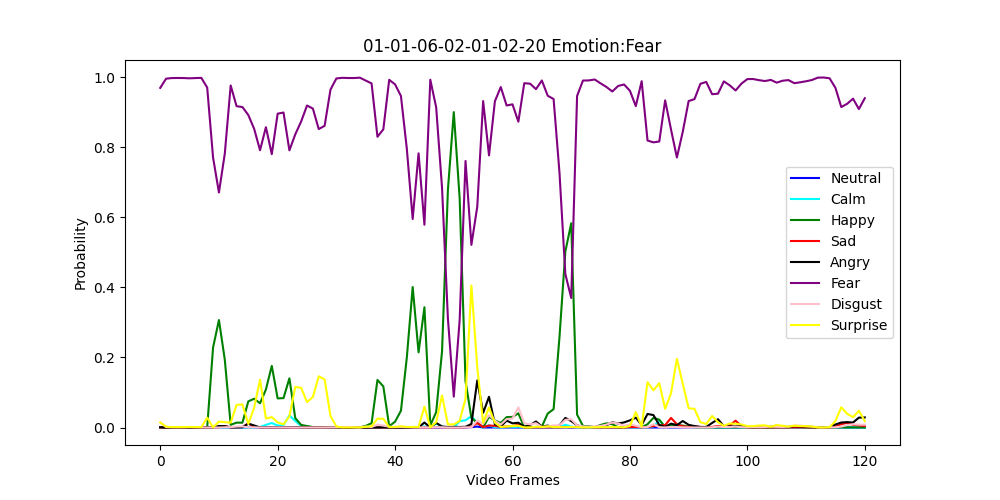 01-01-06-02-01-02-20 Emotion:Fear
1.0
0.8
0.6
0.4
0.2
0.0
Probability
0
20
40
60
80
100
120
Video Frames
Neutral
Calm
Happy
Sad
Angry
Fear
Disgust
Surprise